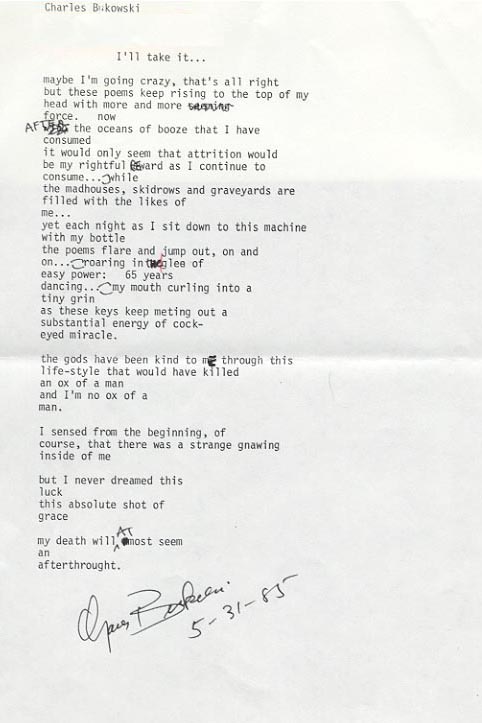 Charles Bukowski
I'll take it...
maybe I'm going crazy, that's all right
but these poems keep rising to the top of my
head with more and more
force. now
AFTER the oceans of booze that I have
consumed
it would only seem that attrition would
be my rightful reward as I continue to
consume...while
the madhouses, skidrows and graveyards are
filled with the likes of
me...
yet each night as I sit down to this machine
with my bottle
the poems flare and jump out, on and
on...roaring in glee of
easy power: 65 years
dancing...my mouth curling into a
tiny grin
as these keys keep meting out a
substantial energy of cock-
eyed miracle.
the gods have been kind to me through this
life-style that would have killed
an ox of a man
and I'm no ox of a
man.
I sensed from the beginning, of
course, that there was a strange gnawing
inside of me
but I never dreamed this
luck
this absolute shot of
grace
my death will AT most seem
an
afterthrought.
Charles Bukowski
5-31-85